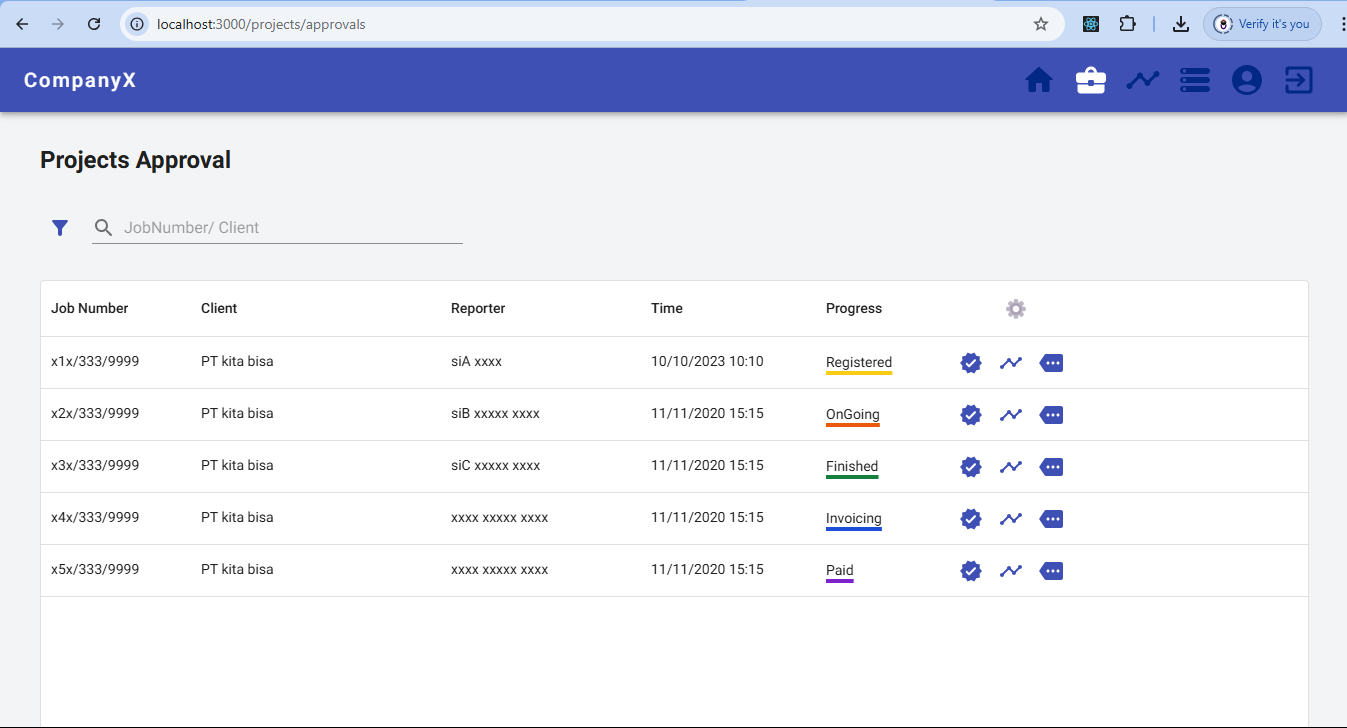 localhost:3000/projects/approvals
Verify it's you
CompanyX
Projects Approval
JobNumber/ Client
Job Number Client Reporter Time Progress
x1x/333/9999 PT kita bisa siA xxxx 10/10/2023 10:10 Registered
x2x/333/9999 PT kita bisa siB xxxxx xxxx 11/11/2020 15:15 OnGoing
x3x/333/9999 PT kita bisa siC xxxxx xxxx 11/11/2020 15:15 Finished
x4x/333/9999 PT kita bisa xxxx xxxxx xxxx 11/11/2020 15:15 Invoicing
x5x/333/9999 PT kita bisa xxxx xxxxx xxxx 11/11/2020 15:15 Paid